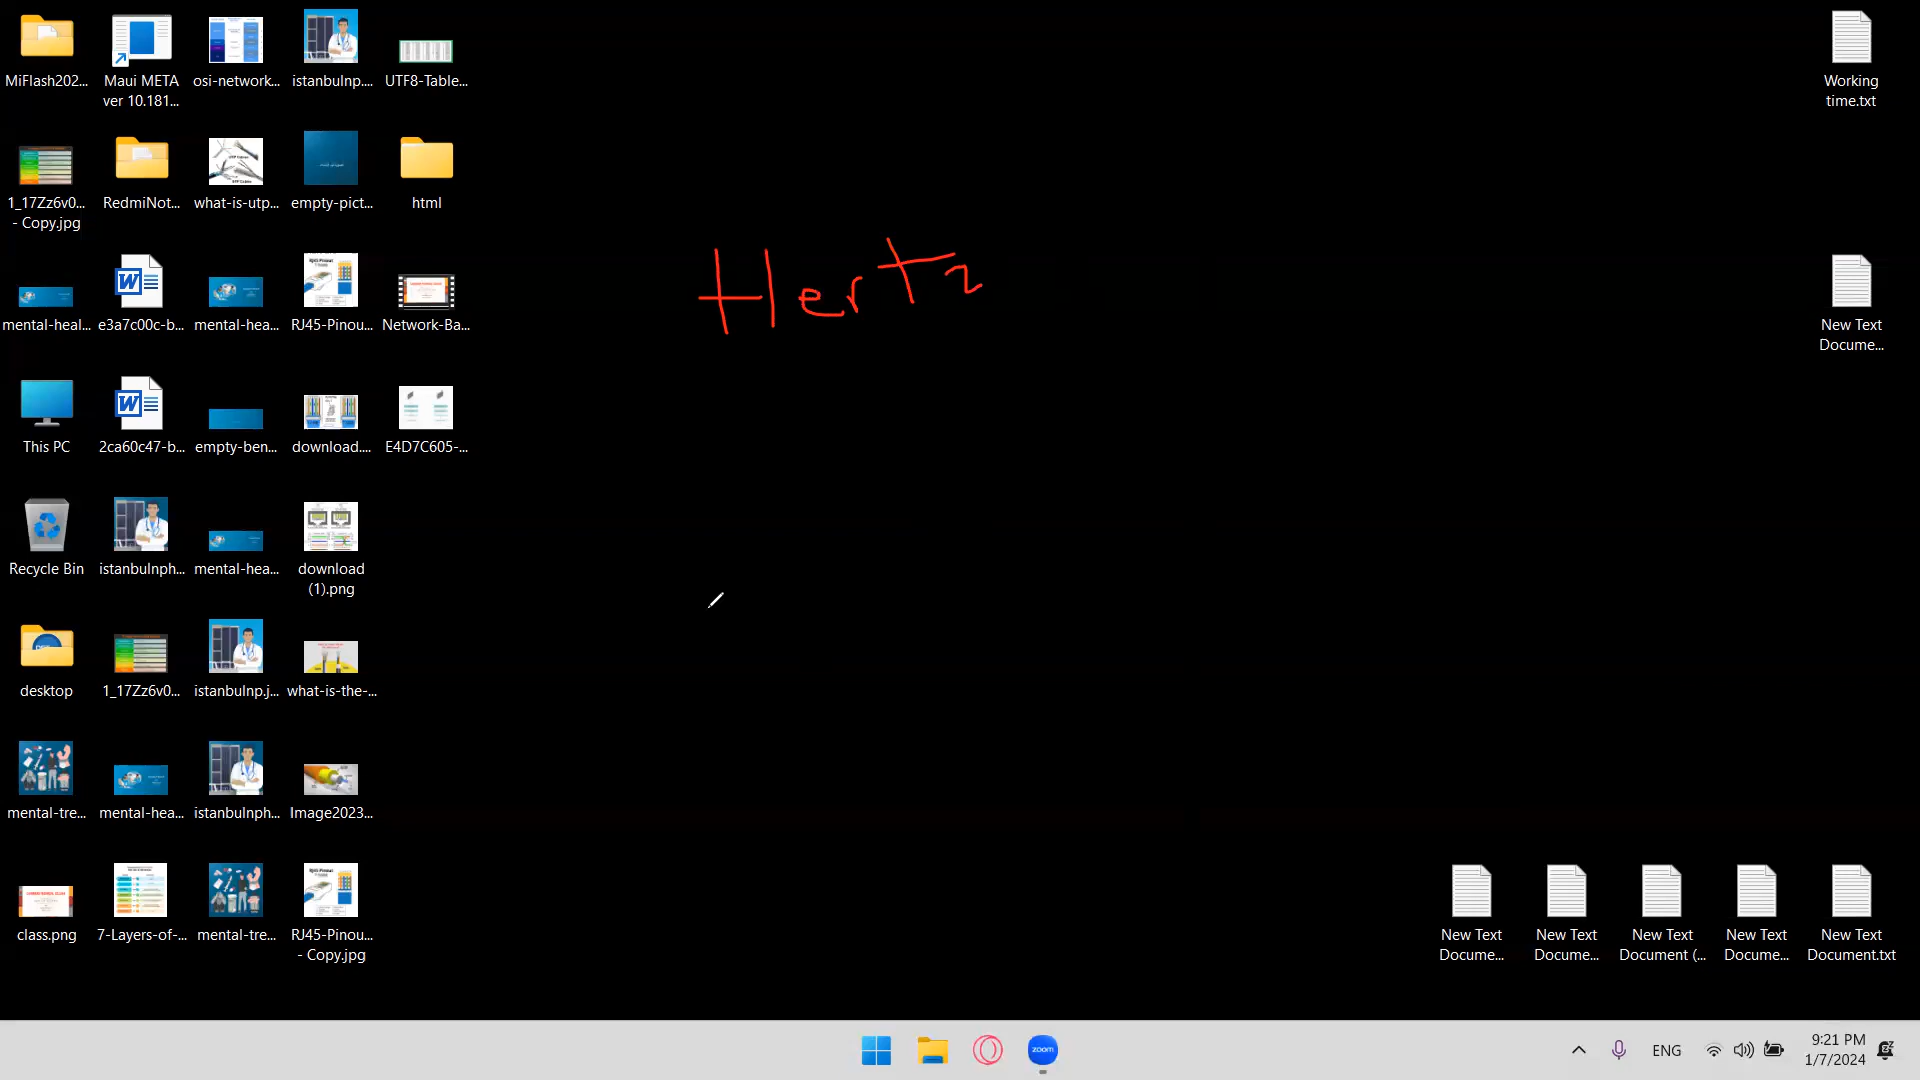 MiFlash202...
Maui META
ver 10.181...
osi-network...
istanbulnp....
UTF8-Table...
1_17Zz6v0...
- Copy.jpg
RedmiNot...
what-is-utp...
empty-pict...
html
mental-heal...
e3a7c00c-b...
mental-hea...
RJ45-Pinou...
Network-Ba...
This PC
2ca60c47-b...
empty-ben...
download....
E4D7C605-...
Recycle Bin
istanbulnph...
mental-hea...
download
(1).png
desktop
1_17Zz6v0...
istanbulnp.j...
what-is-the-...
mental-tre...
mental-hea...
istanbulnph...
Image2023...
class.png
7-Layers-of-...
mental-tre...
RJ45-Pinou...
- Copy.jpg
Hertz
Working
time.txt
New Text
Docume...
New Text
Docume...
New Text
Docume...
New Text
Document (...
New Text
Docume...
New Text
Document.txt
zoom
ENG
9:21 PM
1/7/2024